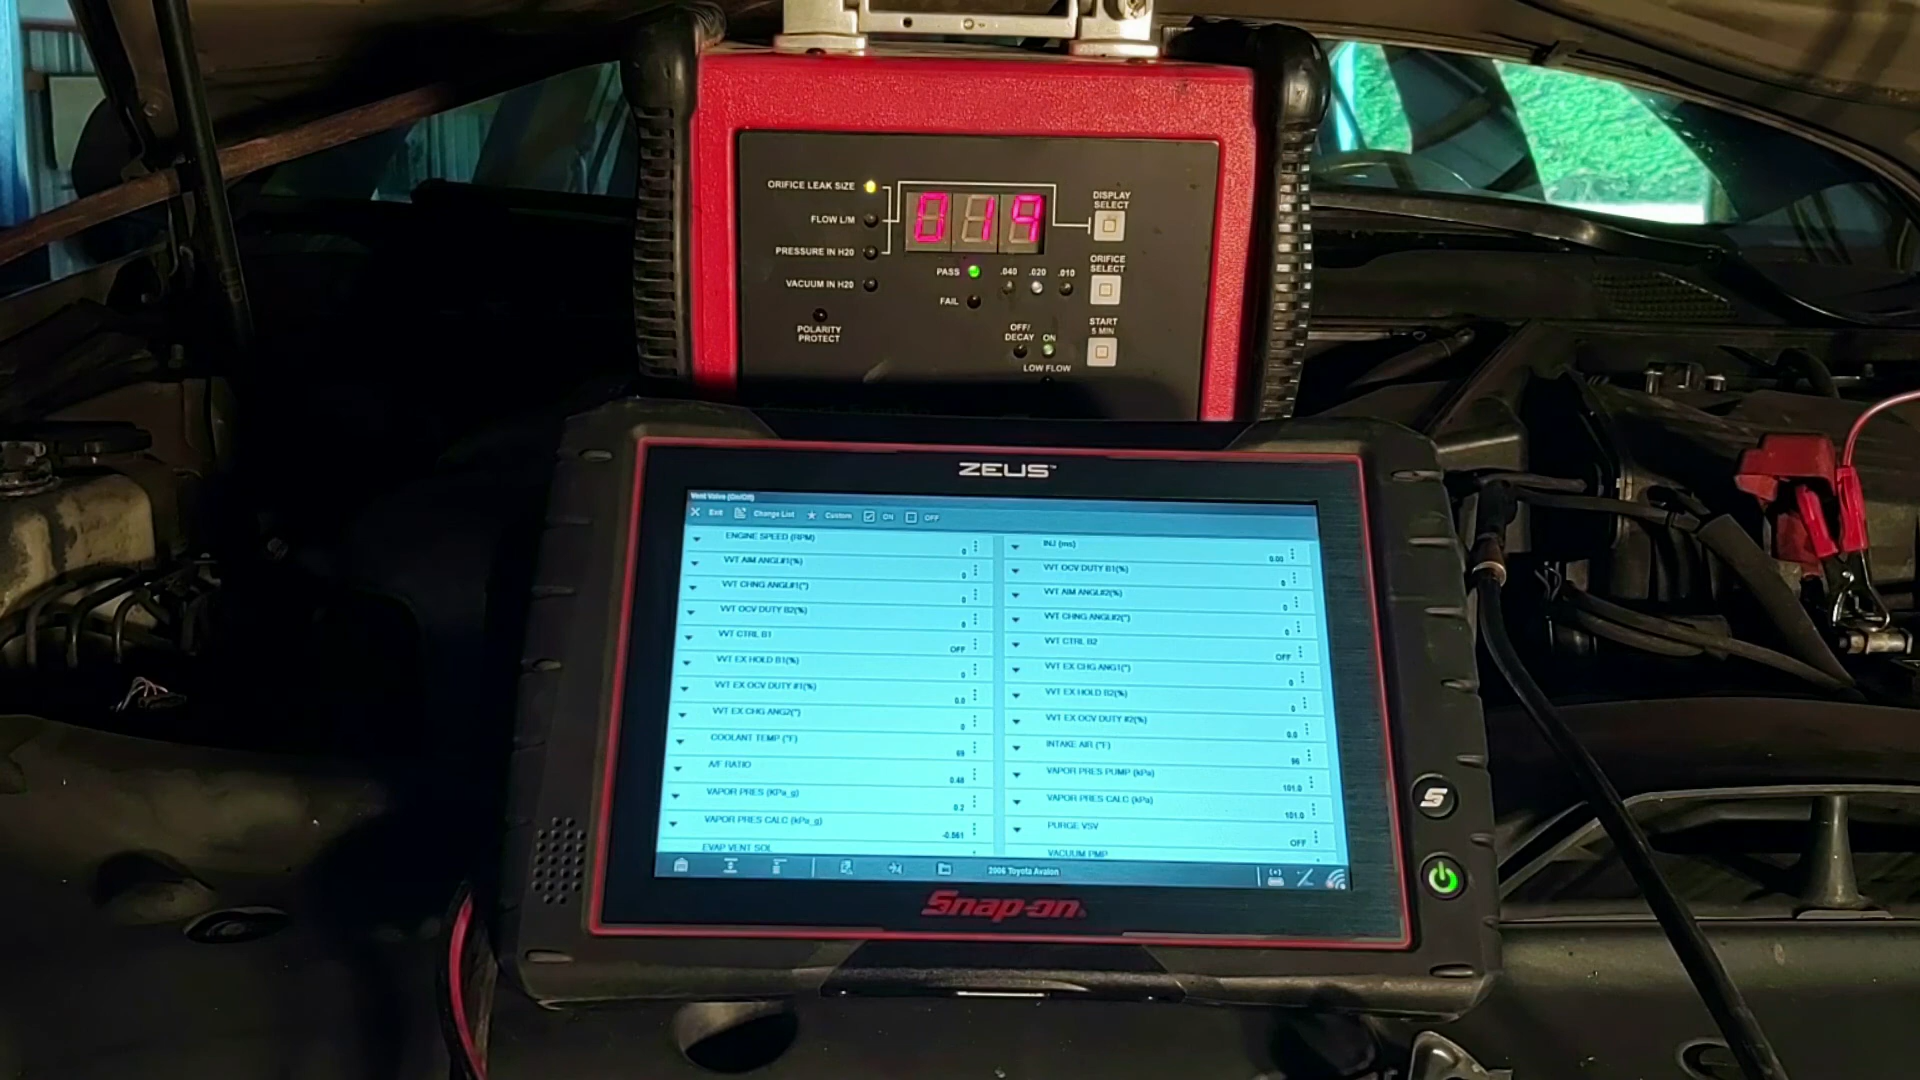 ORIFICE LEAK SIZE
FLOW L/M
PRESSURE IN H20
VACUUM IN H20
POLARITY
PROTECT
019
DISPLAY
SELECT
PASS
.040 .020 .010
FAIL
ORIFICE
SELECT
START
5 MIN
OFF/
DECAY ON
LOW FLOW
ZEUS™
Vent Valve (On/Off)
Exit Change List Custom ON OFF
ENGINE SPEED (RPM) 0
INJ (ms) 0.00
VVT AIM ANGL#1(%) 0
VVT OCV DUTY B1(%) 0
VVT CHNG ANGL#1(°) 0
VVT AIM ANGL#2(%) 0
VVT OCV DUTY B2(%) 0
VVT CHNG ANGL#2(°) 0
VVT CTRL B1 OFF
VVT CTRL B2 OFF
VVT EX HOLD B1(%) 0
VVT EX CHG ANG1(°) 0
VVT EX OCV DUTY #1(%) 0.0
VVT EX HOLD B2(%) 0
VVT EX CHG ANG2(°) 0
VVT EX OCV DUTY #2(%) 0.0
COOLANT TEMP (°F) 69
INTAKE AIR (°F) 96
A/F RATIO 0.48
VAPOR PRES PUMP (kPa) 101.0
VAPOR PRES (KPa_g) 0.2
VAPOR PRES CALC (kPa) 101.0
VAPOR PRES CALC (kPa_g) -0.561
PURGE VSV OFF
EVAP VENT SOL
VACUUM PMP
2006 Toyota Avalon
Snap-on
S